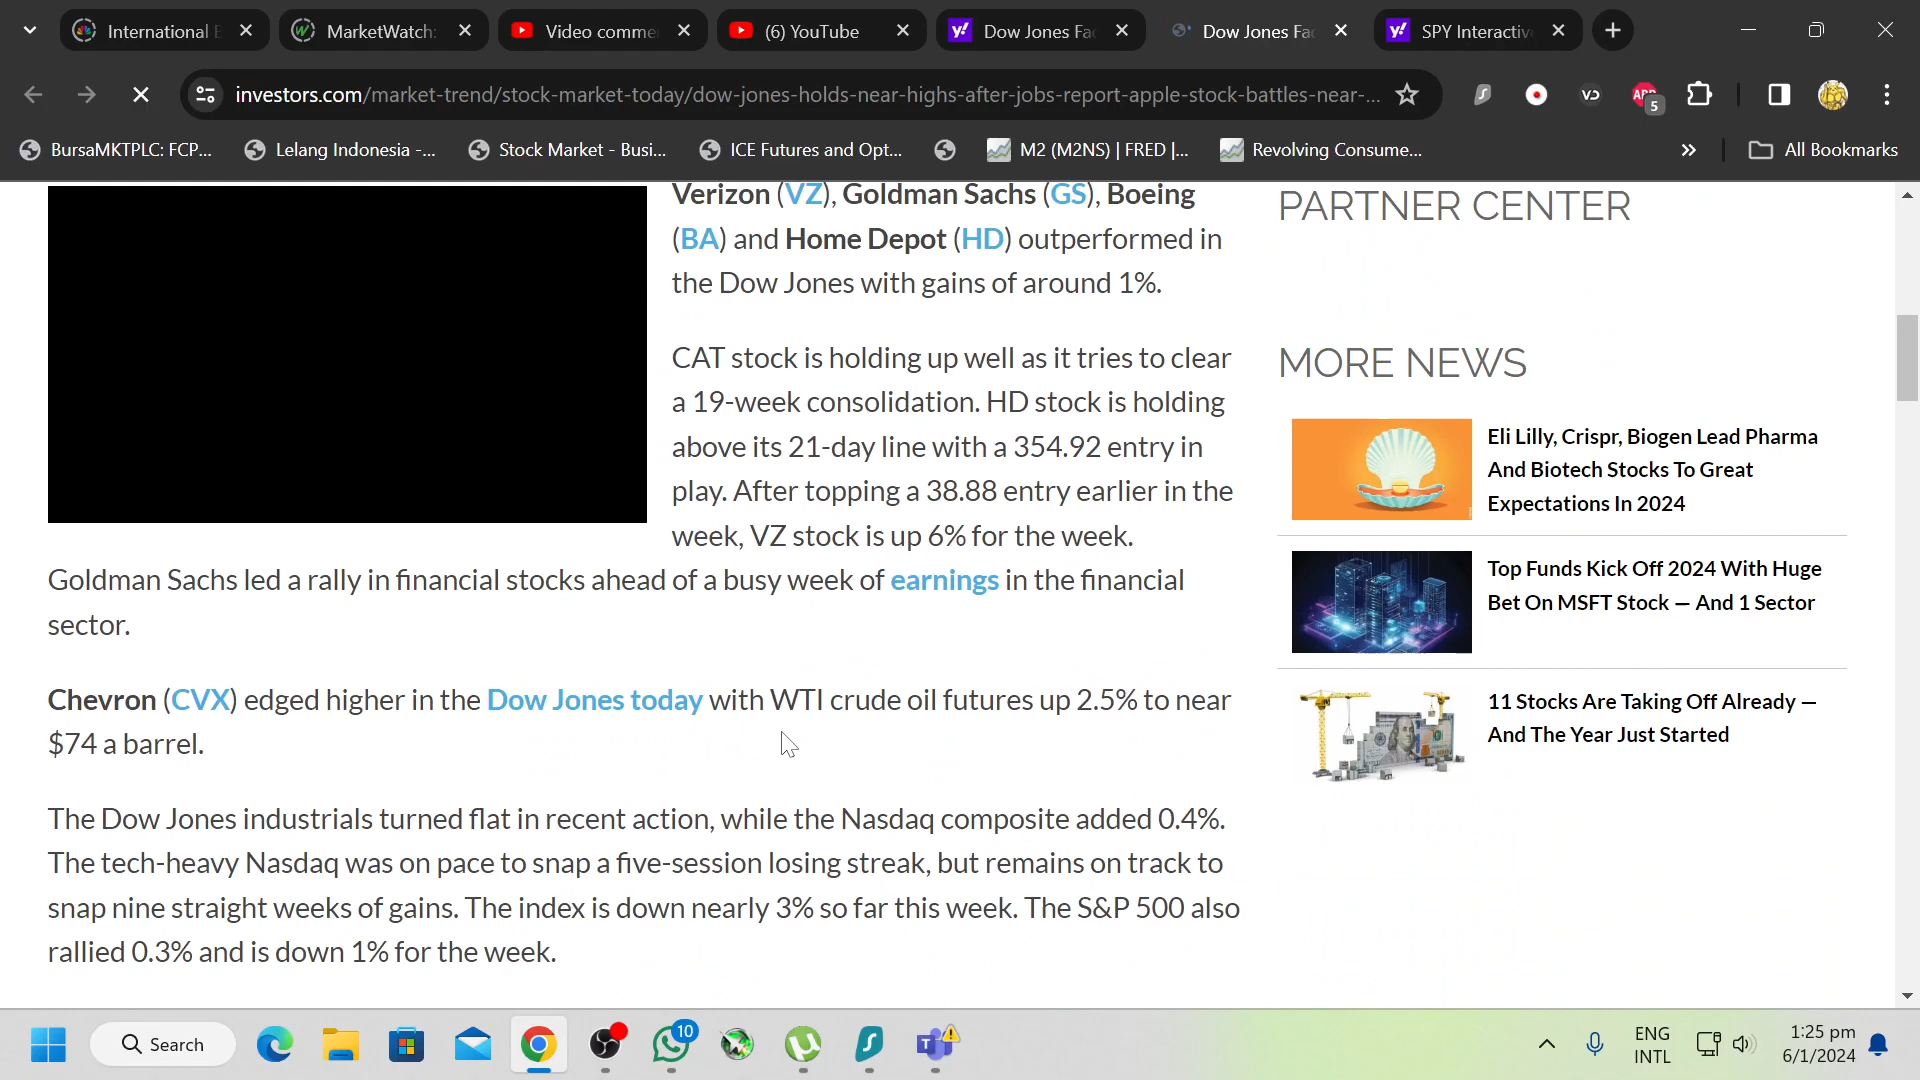 International
MarketWatch:
Video comme
(6) YouTube
Dow Jones Fa
Dow Jones Fa
SPY Interactiv
investors.com/market-trend/stock-market-today/dow-jones-holds-near-highs-after-jobs-report-apple-stock-battles-near-...
VD
ABP
5
BursaMKTPLC: FCP...
Lelang Indonesia -...
Stock Market - Busi...
ICE Futures and Opt...
M2 (M2NS) | FRED |...
Revolving Consume...
»
All Bookmarks
Verizon (VZ), Goldman Sachs (GS), Boeing
(BA) and Home Depot (HD) outperformed in
the Dow Jones with gains of around 1%.
CAT stock is holding up well as it tries to clear
a 19-week consolidation. HD stock is holding
above its 21-day line with a 354.92 entry in
play. After topping a 38.88 entry earlier in the
week, VZ stock is up 6% for the week.
Goldman Sachs led a rally in financial stocks ahead of a busy week of earnings in the financial
sector.
Chevron (CVX) edged higher in the Dow Jones today with WTI crude oil futures up 2.5% to near
$74 a barrel.
The Dow Jones industrials turned flat in recent action, while the Nasdaq composite added 0.4%.
The tech-heavy Nasdaq was on pace to snap a five-session losing streak, but remains on track to
snap nine straight weeks of gains. The index is down nearly 3% so far this week. The S&P 500 also
rallied 0.3% and is down 1% for the week.
PARTNER CENTER
MORE NEWS
Eli Lilly, Crispr, Biogen Lead Pharma
And Biotech Stocks To Great
Expectations In 2024
Top Funds Kick Off 2024 With Huge
Bet On MSFT Stock — And 1 Sector
11 Stocks Are Taking Off Already —
And The Year Just Started
Search
10
ENG
INTL
1:25 pm
6/1/2024